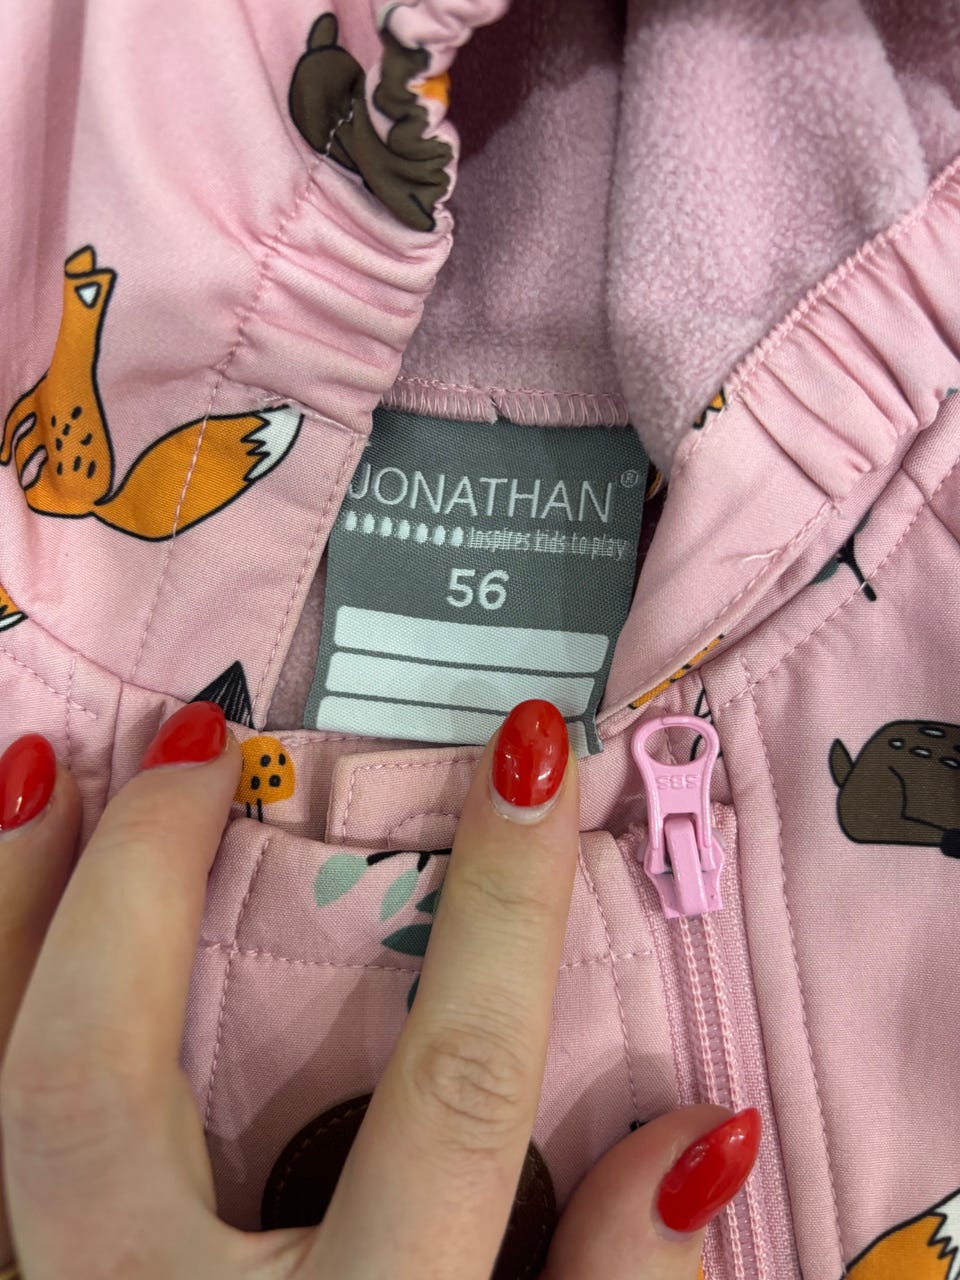 JONATHAN®
Inspires kids to play
56
SBS